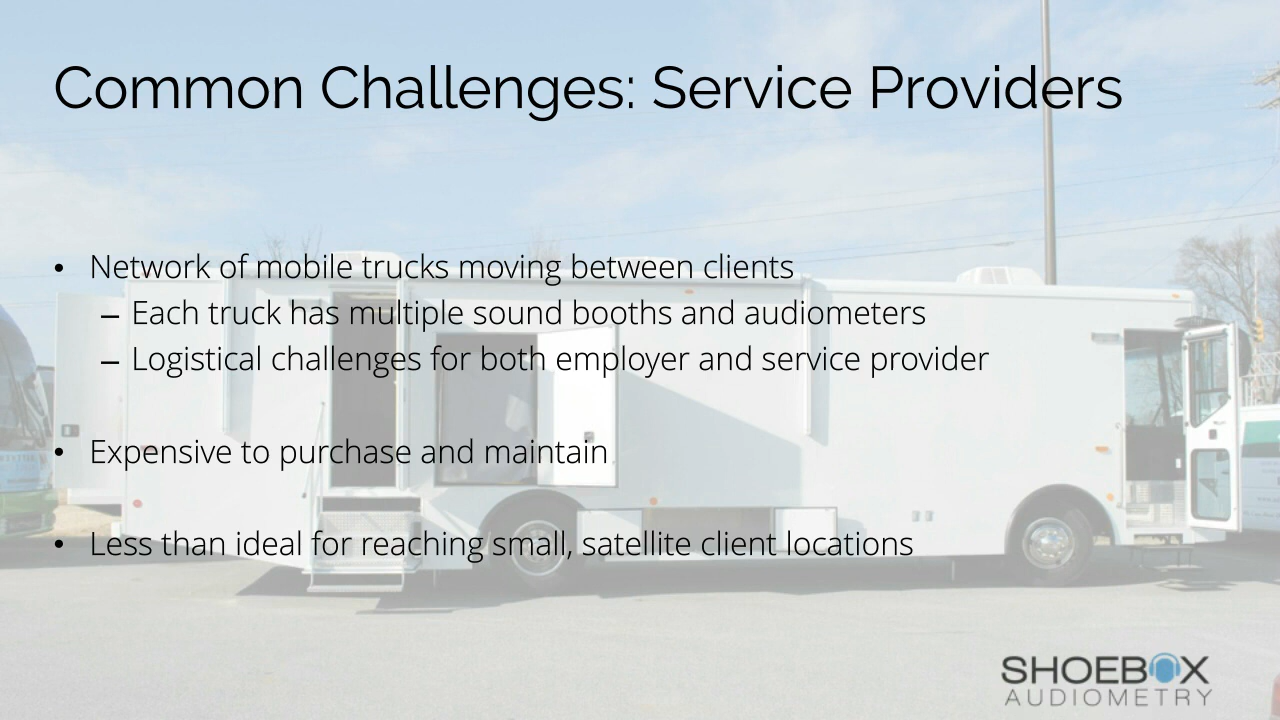 Common Challenges: Service Providers
• Network of mobile trucks moving between clients
– Each truck has multiple sound booths and audiometers
– Logistical challenges for both employer and service provider
• Expensive to purchase and maintain
• Less than ideal for reaching small, satellite client locations
SHOEBOX
AUDIOMETRY